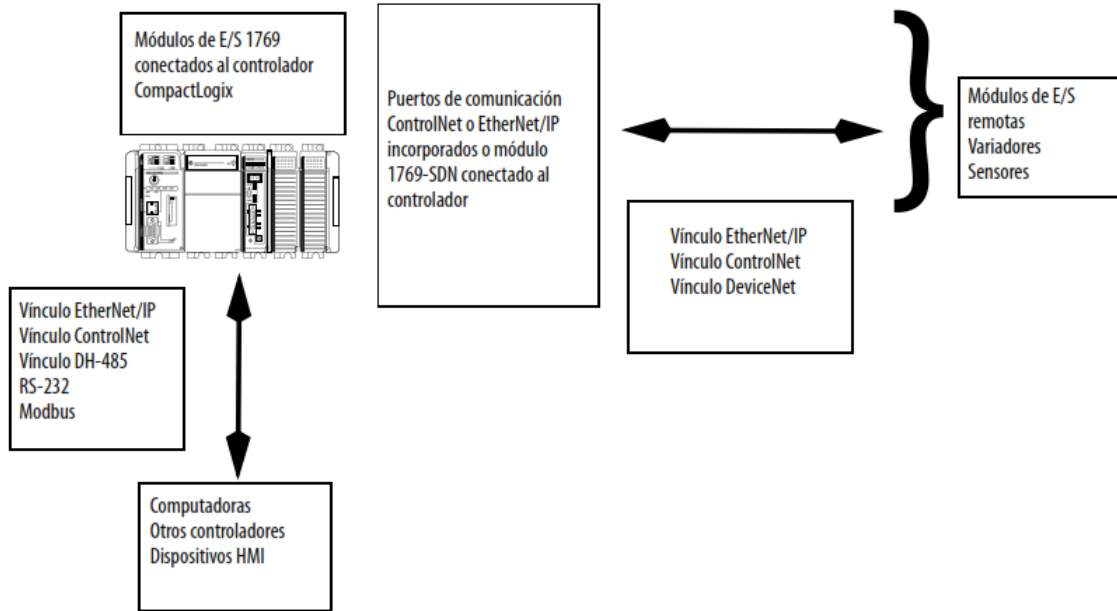 Módulos de E/S 1769
conectados al controlador
CompactLogix
Puertos de comunicación
ControlNet o EtherNet/IP
incorporados o módulo
1769-SDN conectado al
controlador
Módulos de E/S
remotas
Variadores
Sensores
Vínculo EtherNet/IP
Vínculo ControlNet
Vínculo DeviceNet
Vínculo EtherNet/IP
Vínculo ControlNet
Vínculo DH-485
RS-232
Modbus
Computadoras
Otros controladores
Dispositivos HMI